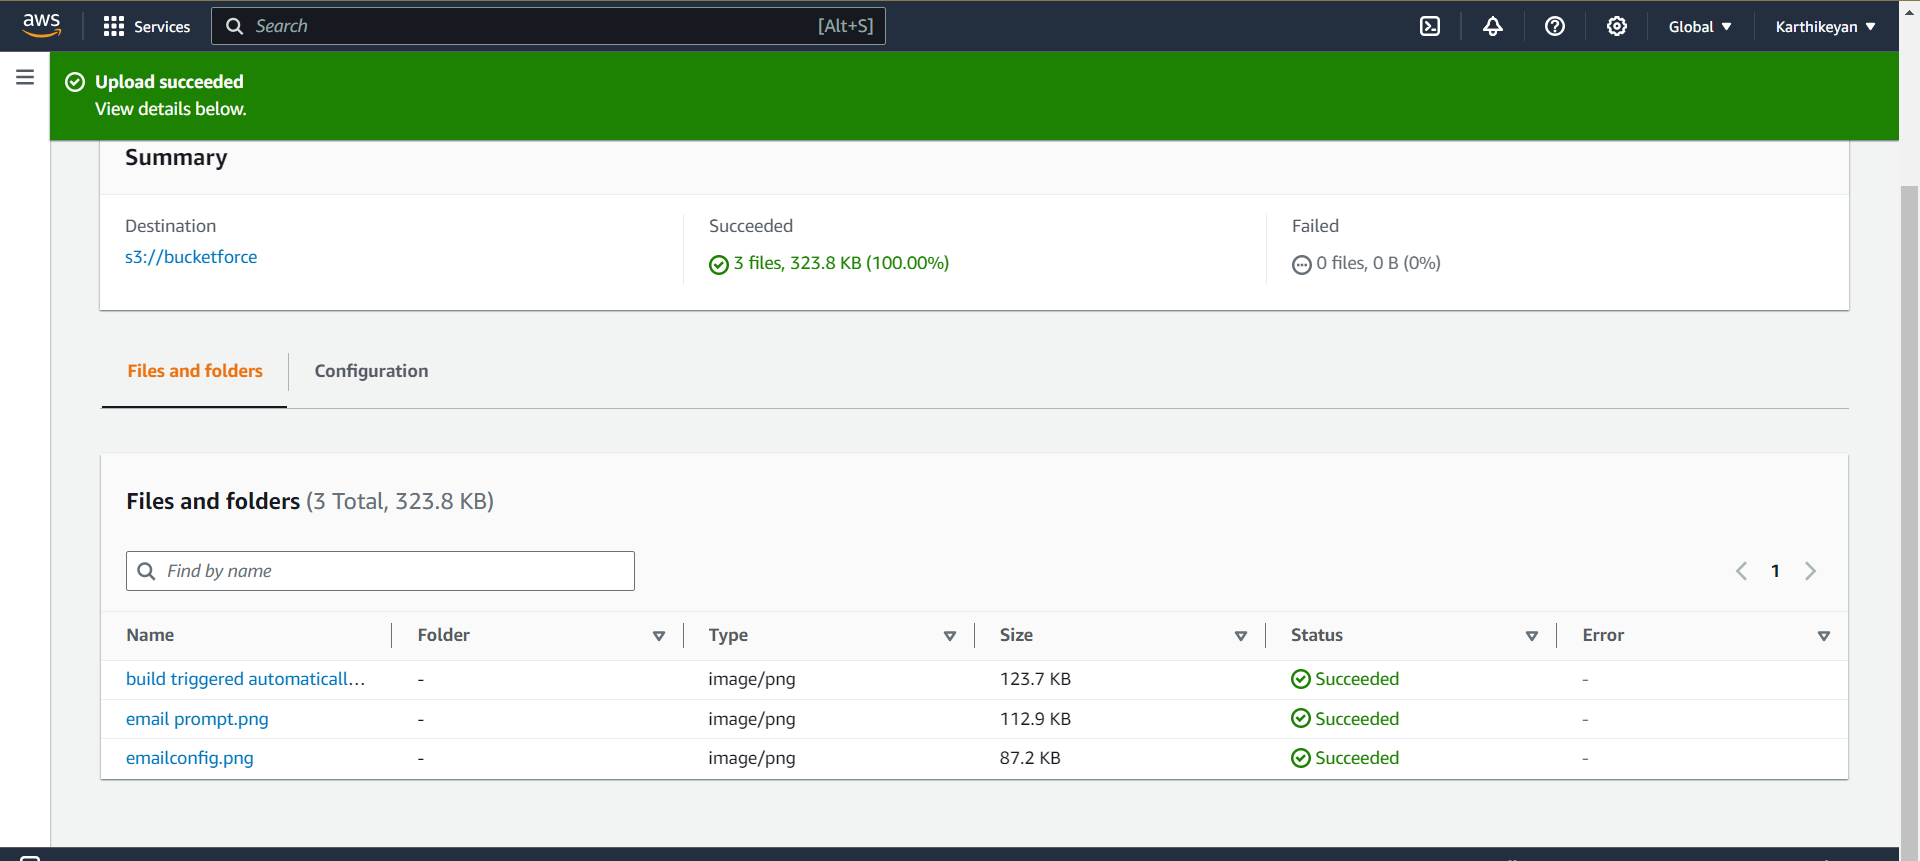 aws Services Search [Alt+S] Global Karthikeyan
Upload succeeded
View details below.
Summary
Destination Succeeded Failed
s3://bucketforce 3 files, 323.8 KB (100.00%) 0 files, 0 B (0%)
Files and folders Configuration
Files and folders (3 Total, 323.8 KB)
Find by name 1
Name Folder Type Size Status Error
build triggered automaticall... - image/png 123.7 KB Succeeded -
email prompt.png - image/png 112.9 KB Succeeded -
emailconfig.png - image/png 87.2 KB Succeeded -